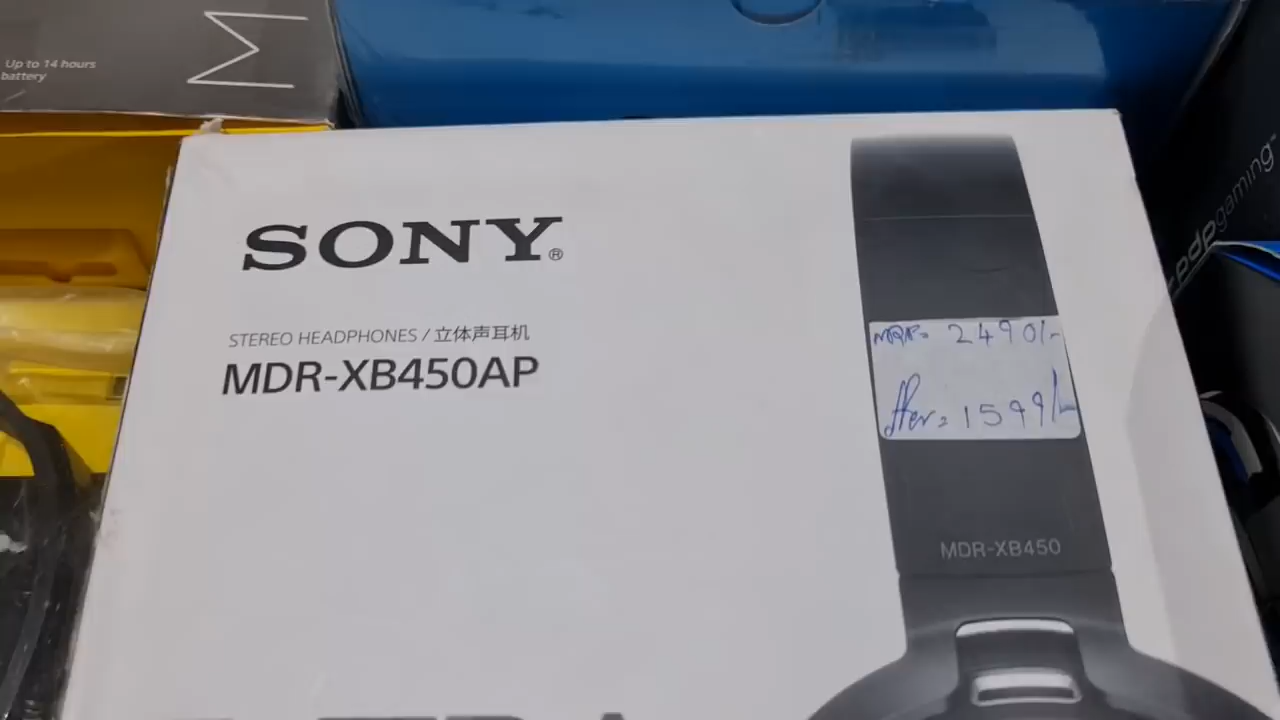 Up to 14 hours
battery
M
SONY®
STEREO HEADPHONES / 立体声耳机
MDR-XB450AP
MRP= 2490/-
offer= 1599/-
MDR-XB450
pdpgaming™